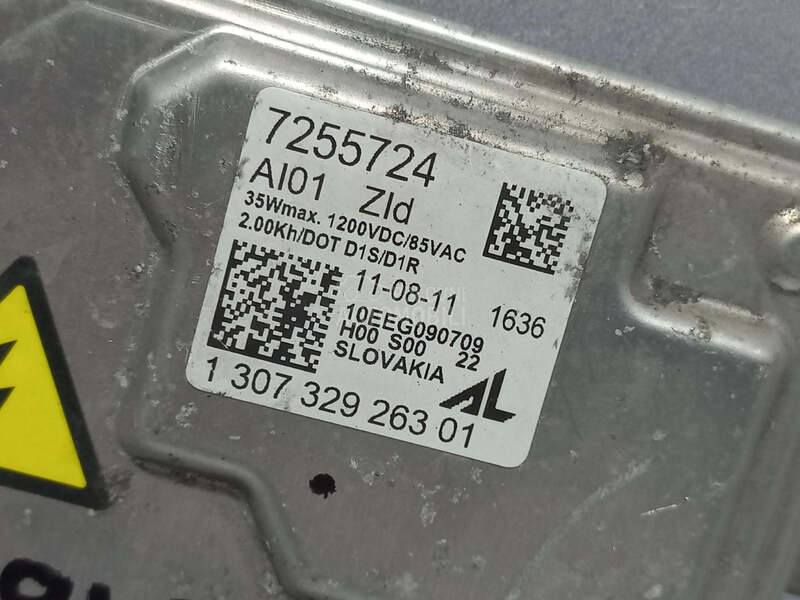 7255724
AI01 Zld
35Wmax. 1200VDC/85VAC
2.00Kh/DOT D1S/D1R
11-08-11 1636
10EEG090709
H00 S00 22
SLOVAKIA
AL
1 307 329 263 01